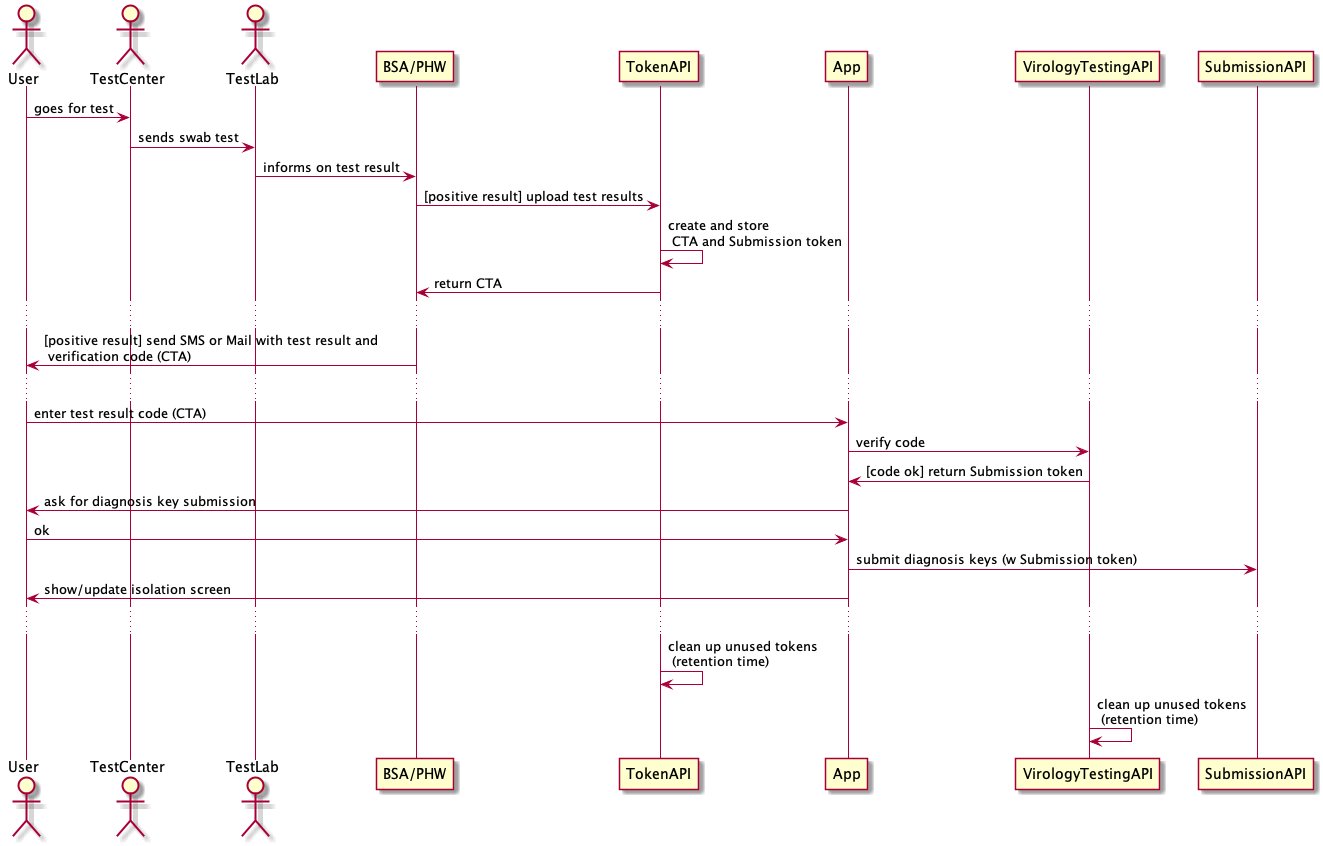 User
TestCenter
TestLab
BSA/PHW
TokenAPI
App
VirologyTestingAPI
SubmissionAPI
goes for test
sends swab test
informs on test result
[positive result] upload test results
create and store
CTA and Submission token
return CTA
[positive result] send SMS or Mail with test result and
verification code (CTA)
enter test result code (CTA)
verify code
[code ok] return Submission token
ask for diagnosis key submission
ok
submit diagnosis keys (w Submission token)
show/update isolation screen
clean up unused tokens
(retention time)
clean up unused tokens
(retention time)
User
TestCenter
TestLab
BSA/PHW
TokenAPI
App
VirologyTestingAPI
SubmissionAPI